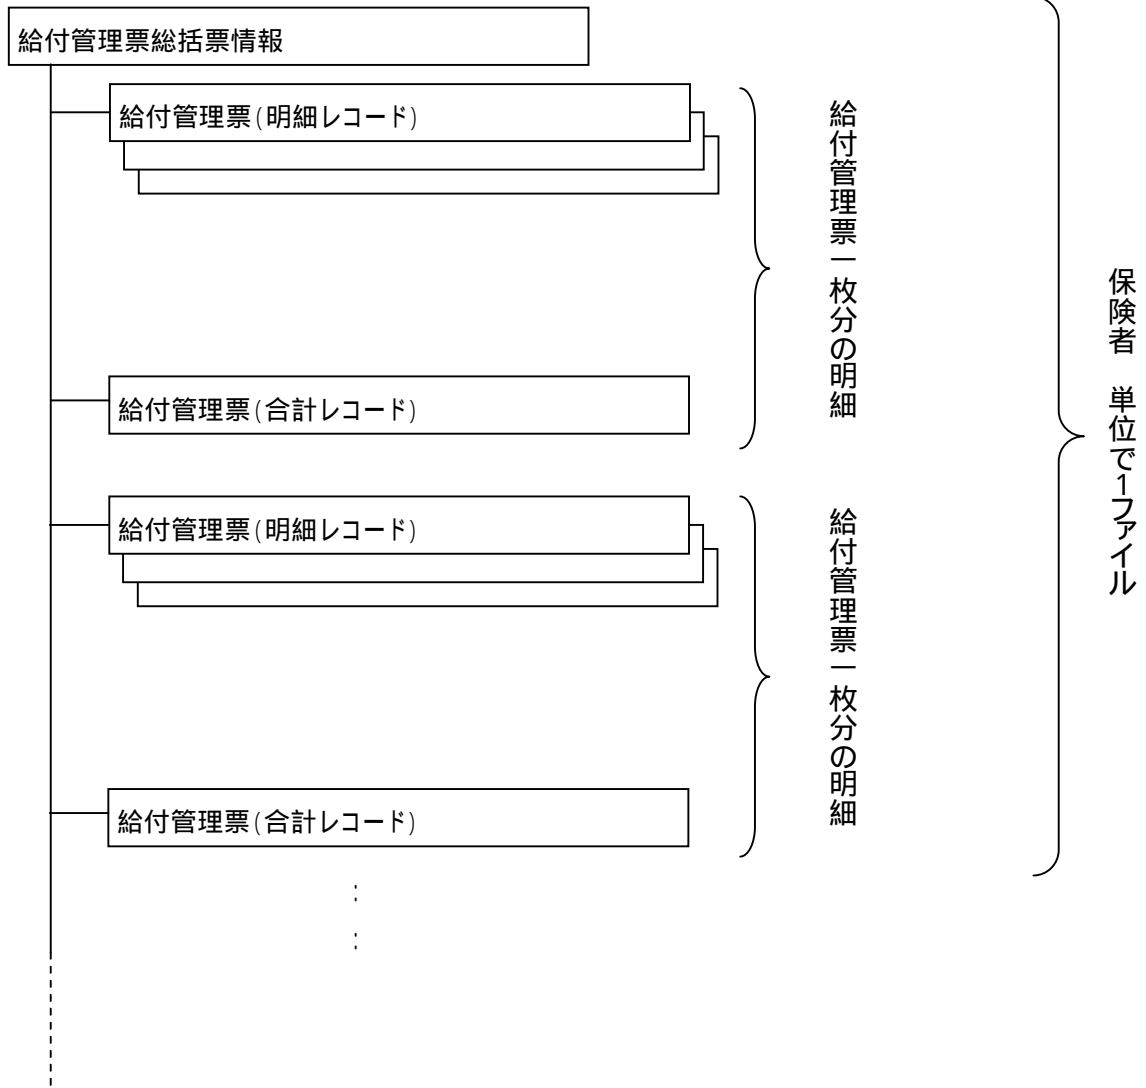 給付管理票総括票情報
給付管理票(明細レコード)
給付管理票(合計レコード)
給付管理票一枚分の明細
給付管理票(明細レコード)
給付管理票(合計レコード)
給付管理票一枚分の明細
保険者 単位で1ファイル